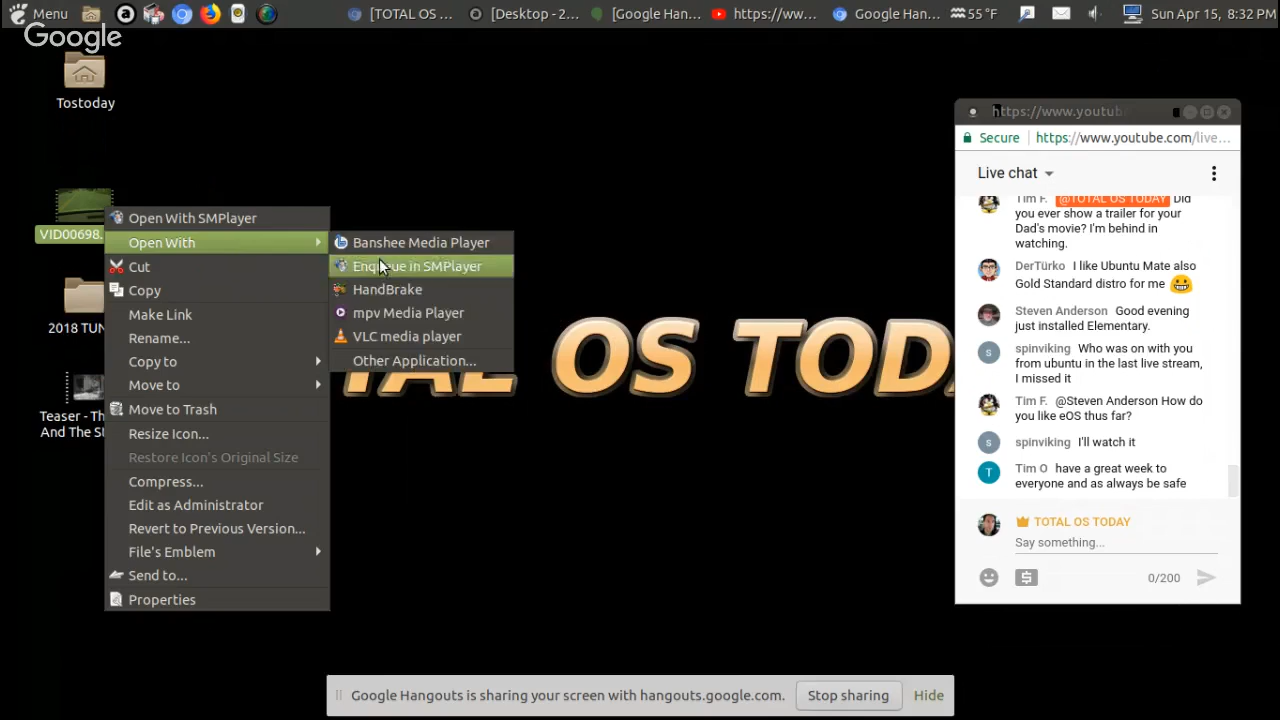 Menu
[TOTAL OS ...
[Desktop - 2...
[Google Han...
https://ww...
Google Han...
55 °F
Sun Apr 15, 8:32 PM
Google
Tostoday
VID00698.
2018 TUN
Teaser - Th
And The S
Open With SMPlayer
Open With
Cut
Copy
Make Link
Rename...
Copy to
Move to
Move to Trash
Resize Icon...
Restore Icon's Original Size
Compress...
Edit as Administrator
Revert to Previous Version...
File's Emblem
Send to...
Properties
Banshee Media Player
Enqueue in SMPlayer
HandBrake
mpv Media Player
VLC media player
Other Application...
TAL OS TODA
https://www.youtub
Secure https://www.youtube.com/live...
Live chat
Tim F. @TOTAL OS TODAY Did
you ever show a trailer for your
Dad's movie? I'm behind in
watching.
DerTürko I like Ubuntu Mate also
Gold Standard distro for me
Steven Anderson Good evening
just installed Elementary.
s spinviking Who was on with you
from ubuntu in the last live stream,
I missed it
Tim F. @Steven Anderson How do
you like eOS thus far?
s spinviking I'll watch it
T Tim O have a great week to
everyone and as always be safe
TOTAL OS TODAY
Say something...
0/200
Google Hangouts is sharing your screen with hangouts.google.com.
Stop sharing
Hide